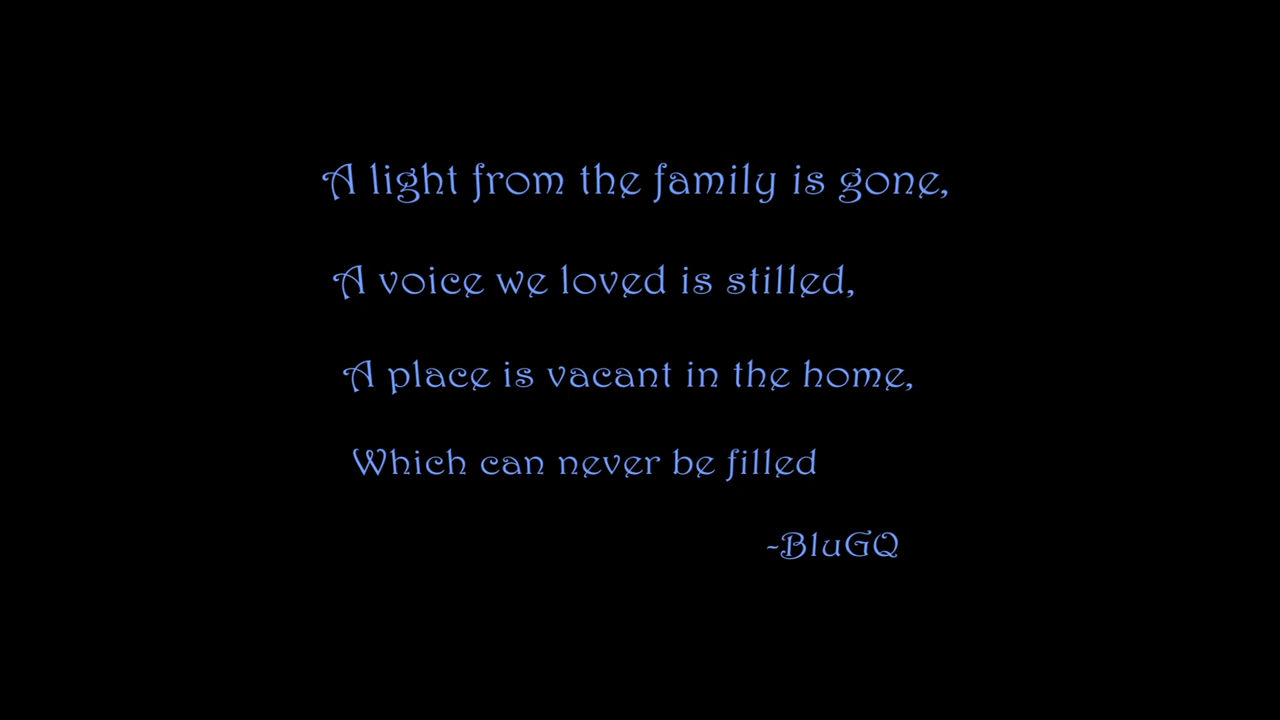 A light from the family is gone,
A voice we loved is stilled,
A place is vacant in the home,
Which can never be filled
-BluGQ